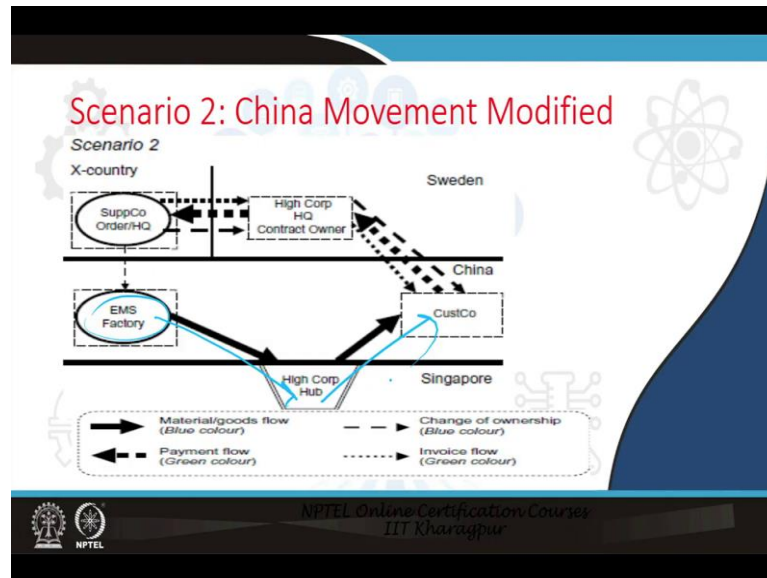 Scenario 2: China Movement Modified
Scenario 2
X-country
Sweden
SuppCo
Order/HQ
High Corp
HQ
Contract Owner
China
EMS
Factory
CustCo
High Corp
Hub
Singapore
Material/goods flow
(Blue colour)
Change of ownership
(Blue colour)
Payment flow
(Green colour)
Invoice flow
(Green colour)
NPTEL
NPTEL Online Certification Courses
IIT Kharagpur